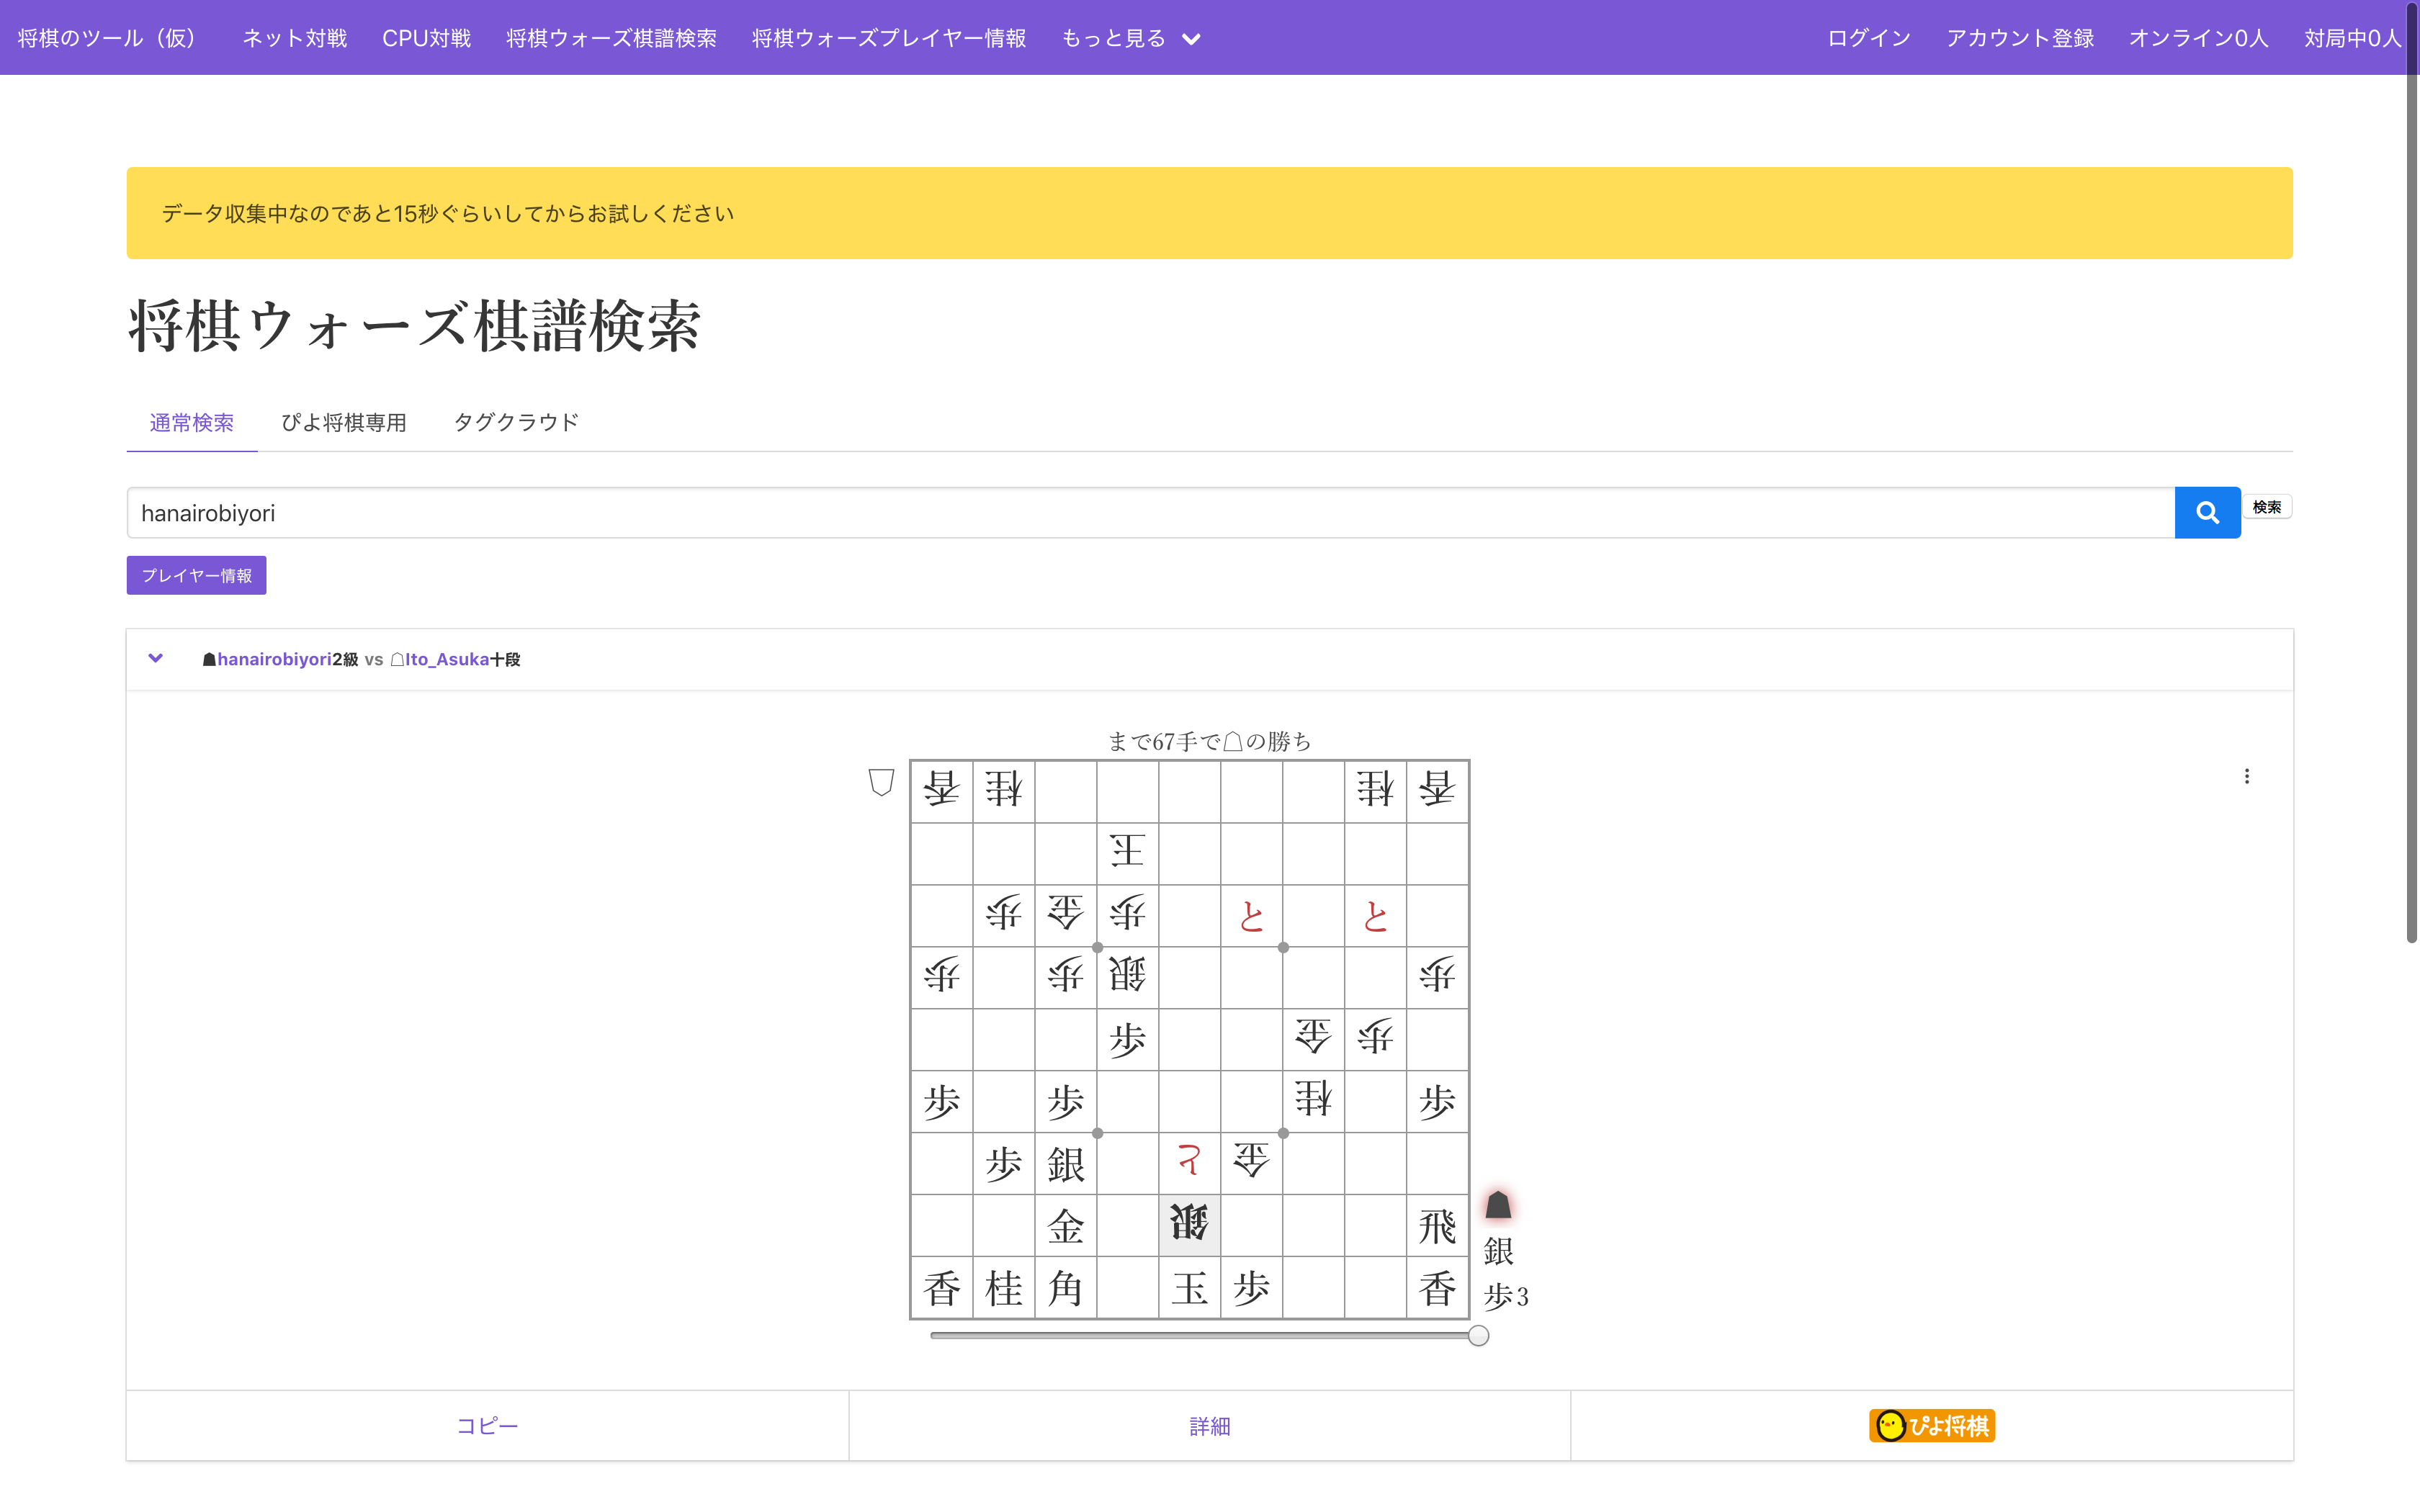 将棋のツール（仮） ネット対戦 CPU対戦 将棋ウォーズ棋譜検索 将棋ウォーズプレイヤー情報 もっと見る ログイン アカウント登録 オンライン0人 対局中0人
データ収集中なのであと15秒ぐらいしてからお試しください
将棋ウォーズ棋譜検索
通常検索 ぴよ将棋専用 タグクラウド
hanairobiyori 検索
プレイヤー情報
☗hanairobiyori2級 vs ☖Ito_Asuka十段
まで67手で☖の勝ち
香 桂 桂 香
王
歩 金 歩 と と
歩 歩 銀 歩
歩 金 歩
歩 歩 桂 歩
歩 銀 と 金
金 銀 飛
香 桂 角 玉 歩 香
銀
歩3
コピー 詳細 ぴよ将棋